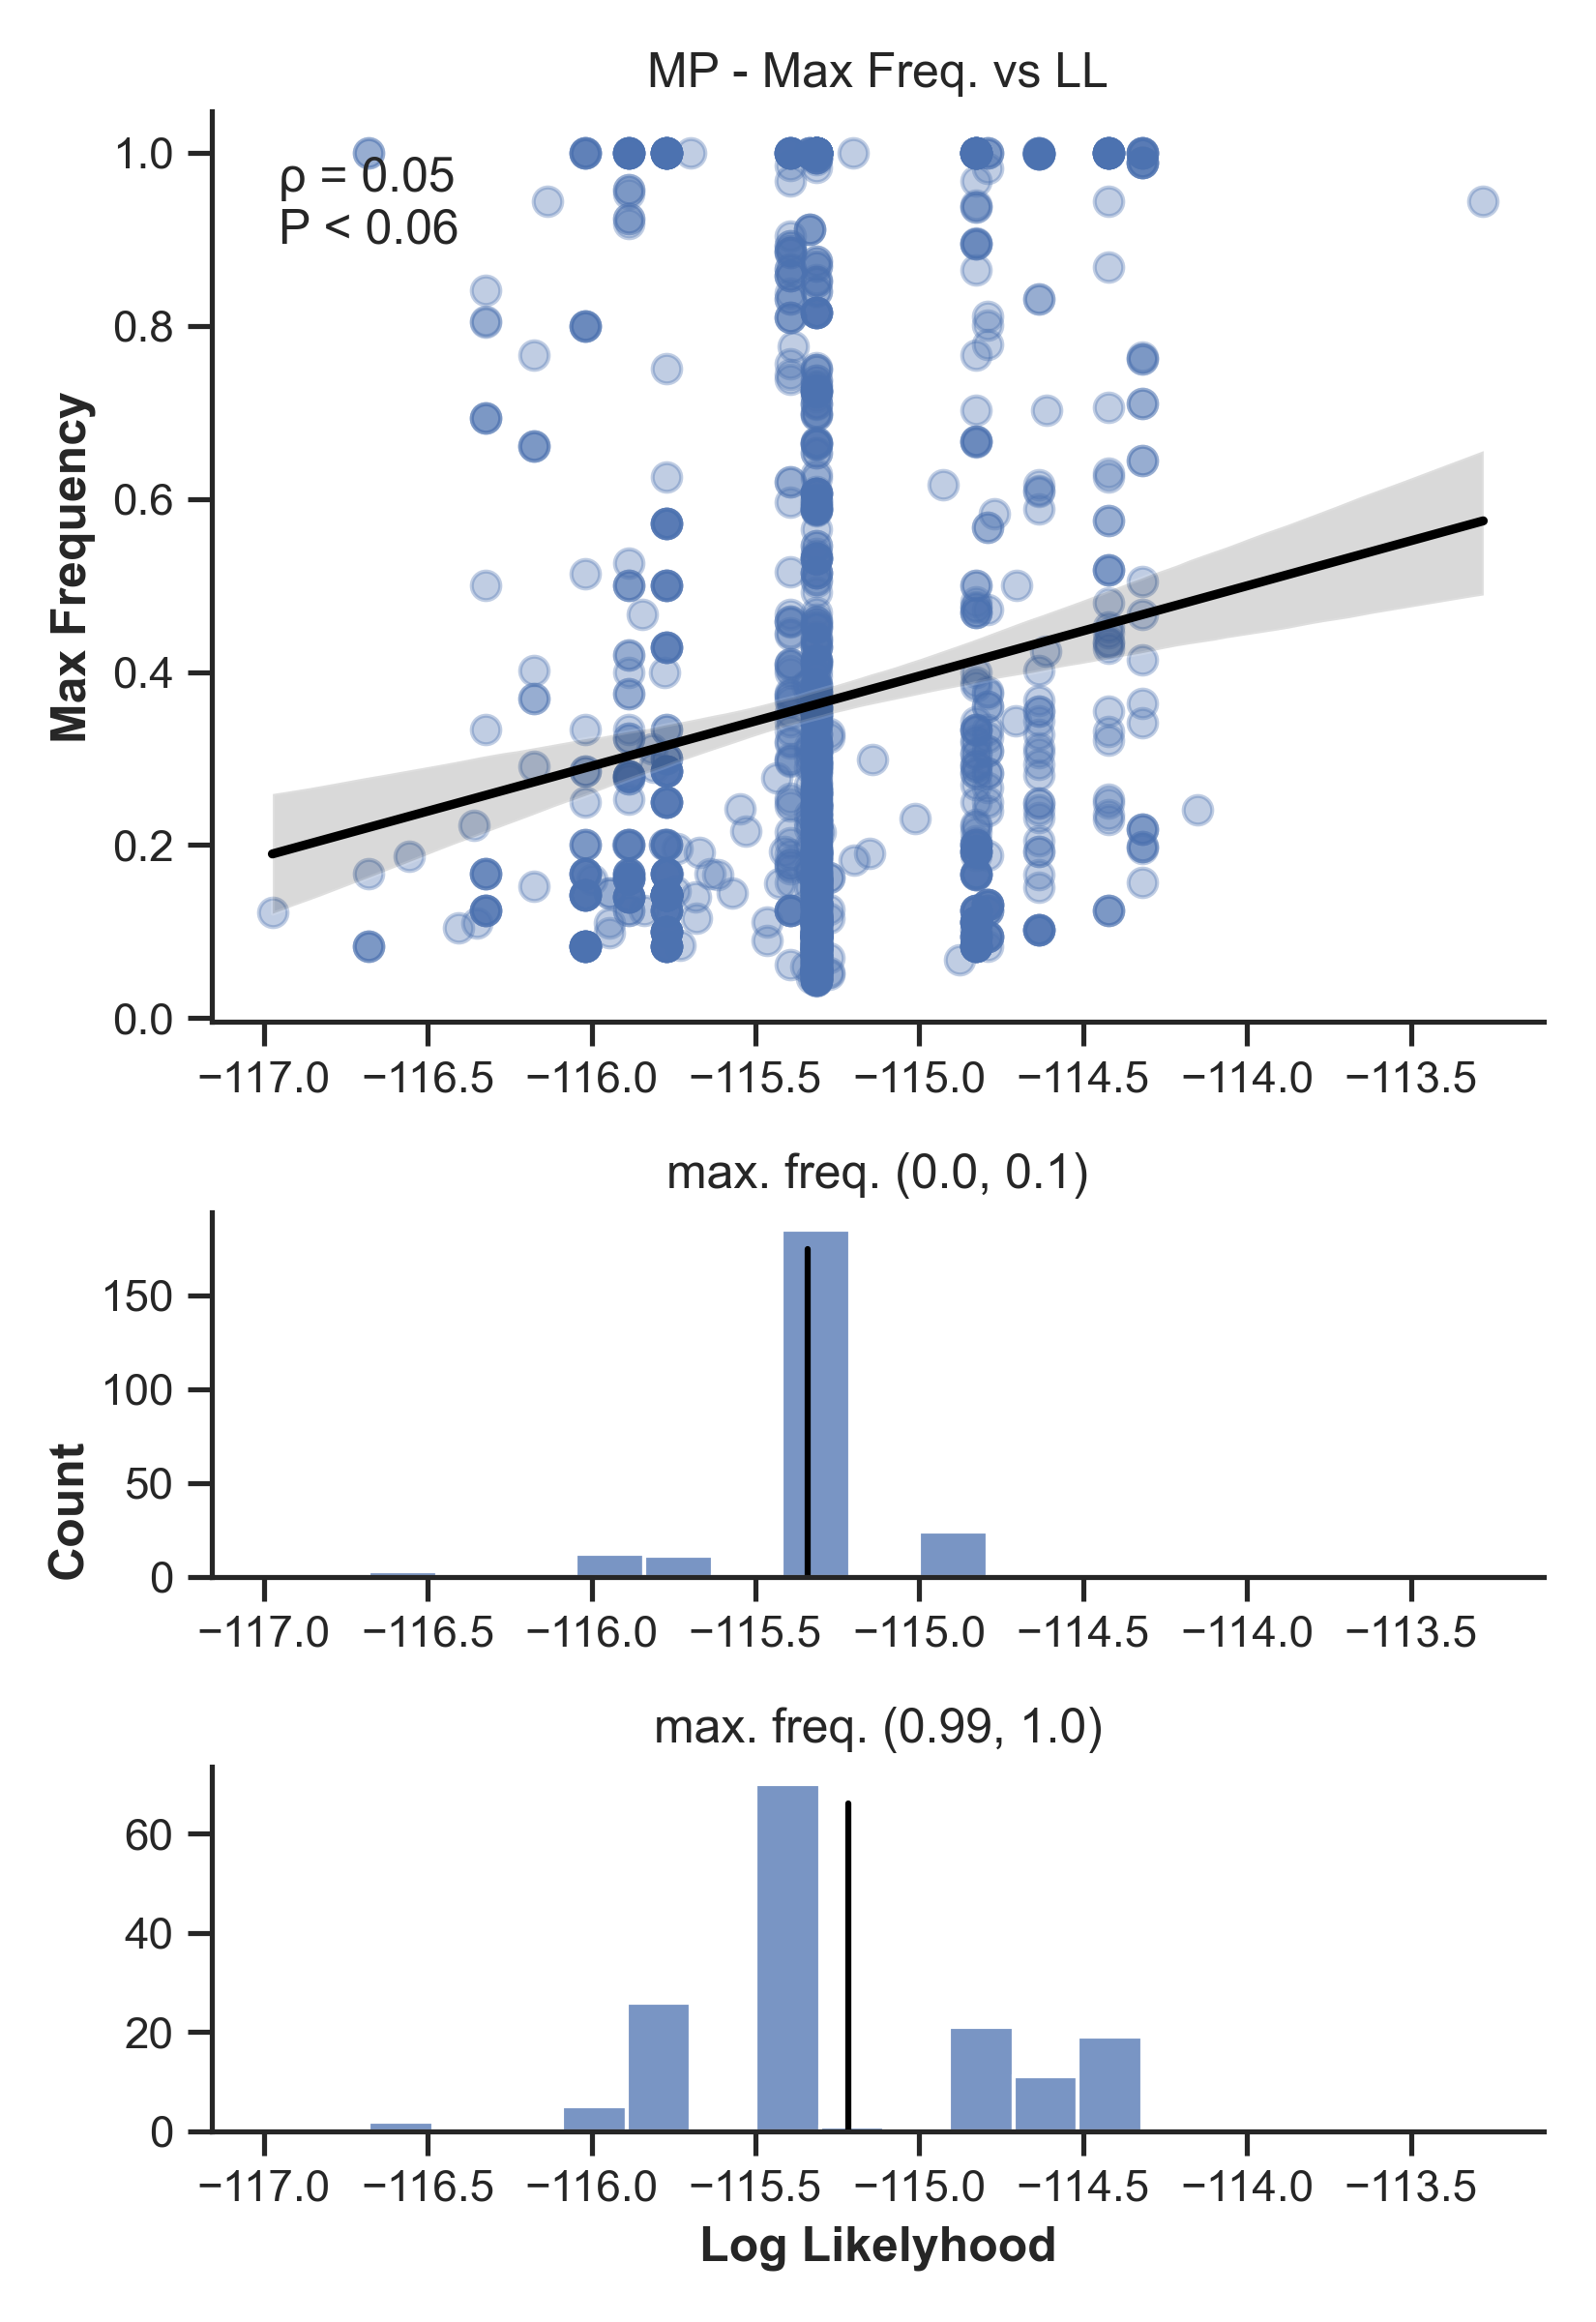 MP - Max Freq. vs LL
ρ = 0.05
P < 0.06
Max Frequency
1.0
0.8
0.6
0.4
0.2
0.0
−117.0 −116.5 −116.0 −115.5 −115.0 −114.5 −114.0 −113.5
max. freq. (0.0, 0.1)
Count
150
100
50
0
−117.0 −116.5 −116.0 −115.5 −115.0 −114.5 −114.0 −113.5
max. freq. (0.99, 1.0)
60
40
20
0
−117.0 −116.5 −116.0 −115.5 −115.0 −114.5 −114.0 −113.5
Log Likelyhood